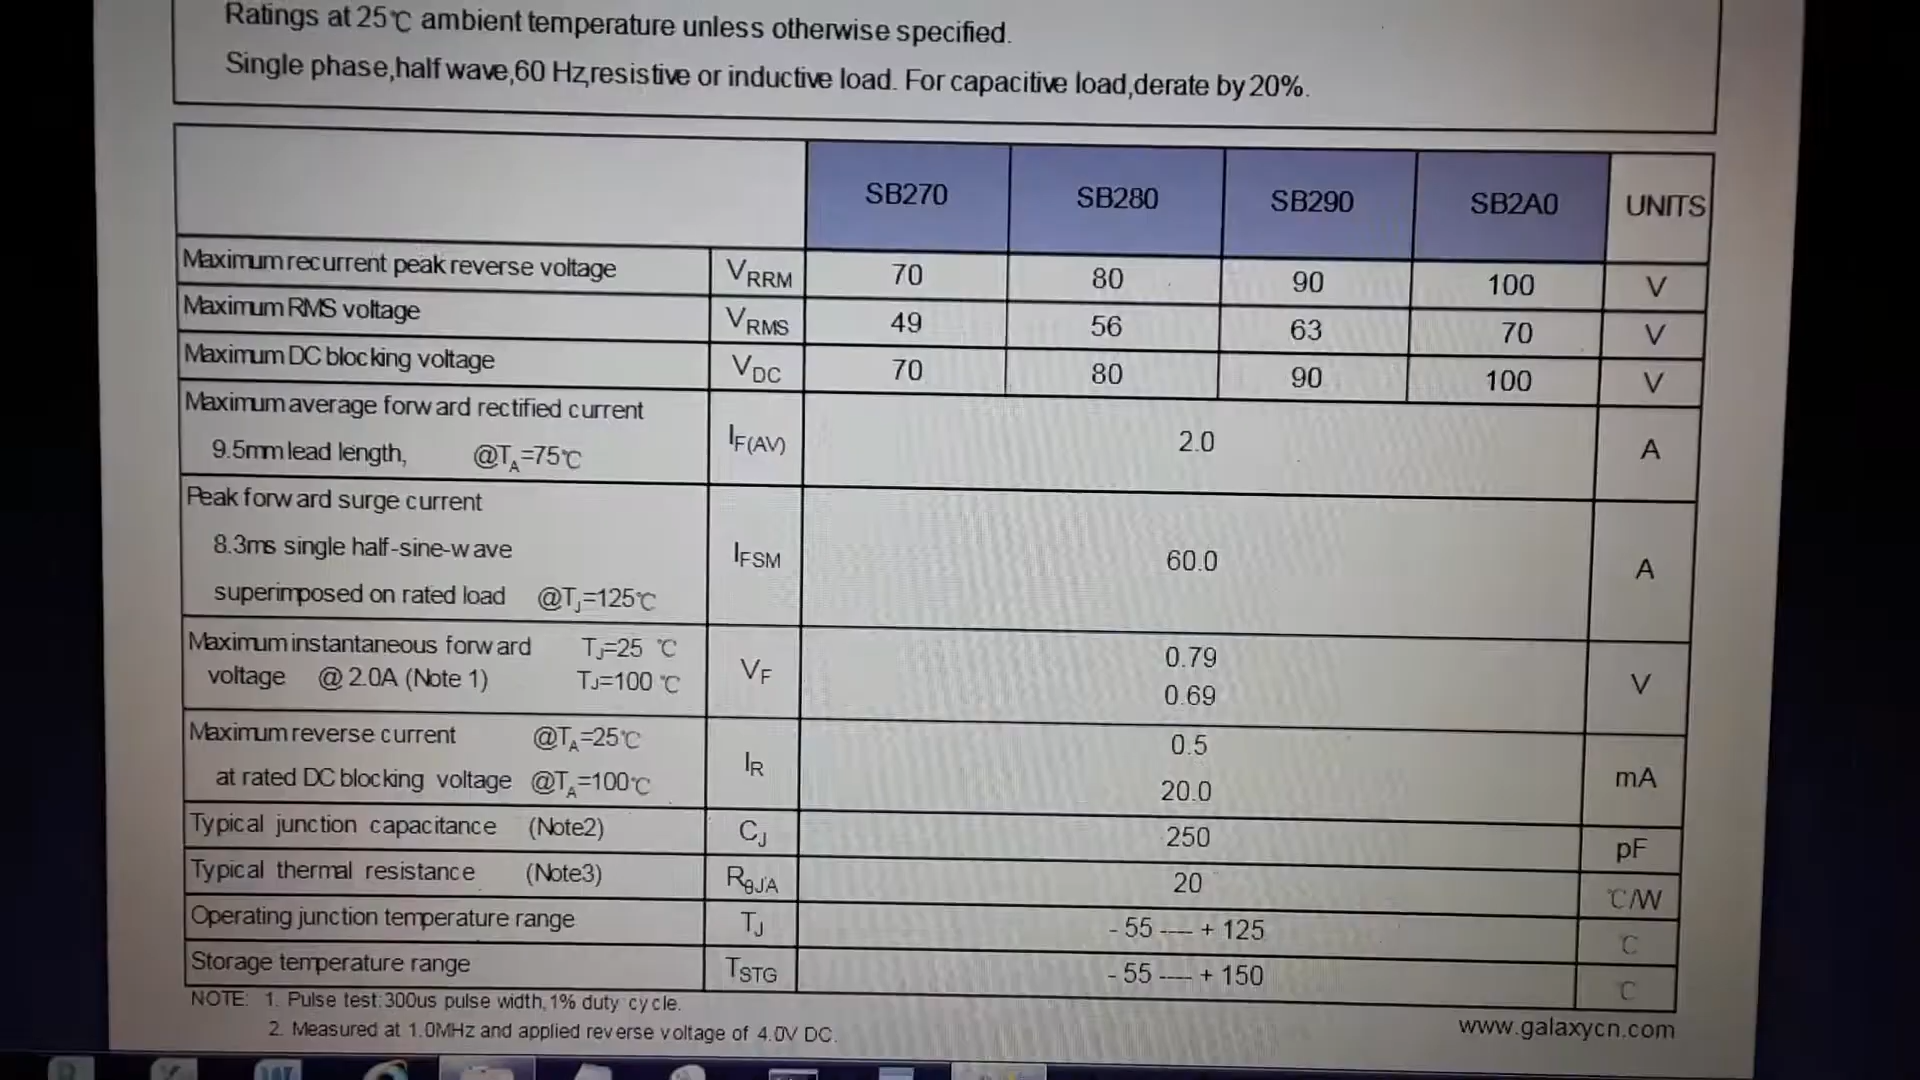 Ratings at 25℃ ambient temperature unless otherwise specified.
Single phase,half wave,60 Hz,resistive or inductive load. For capacitive load,derate by 20%.
SB270 SB280 SB290 SB2A0 UNITS
Maximum recurrent peak reverse voltage VRRM 70 80 90 100 V
Maximum RMS voltage VRMS 49 56 63 70 V
Maximum DC blocking voltage VDC 70 80 90 100 V
Maximum average forward rectified current
9.5mm lead length, @TA=75℃ IF(AV) 2.0 A
Peak forward surge current
8.3ms single half-sine-wave IFSM 60.0 A
superimposed on rated load @TJ=125℃
Maximum instantaneous forward TJ=25 ℃ VF 0.79 V
voltage @ 2.0A (Note 1) TJ=100 ℃ 0.69
Maximum reverse current @TA=25℃ IR 0.5 mA
at rated DC blocking voltage @TA=100℃ 20.0
Typical junction capacitance (Note2) CJ 250 pF
Typical thermal resistance (Note3) RθJA 20 ℃/W
Operating junction temperature range TJ - 55 ---- + 125 ℃
Storage temperature range TSTG - 55 ---- + 150 ℃
NOTE: 1. Pulse test:300us pulse width,1% duty cycle.
2. Measured at 1.0MHz and applied reverse voltage of 4.0V DC.
www.galaxycn.com